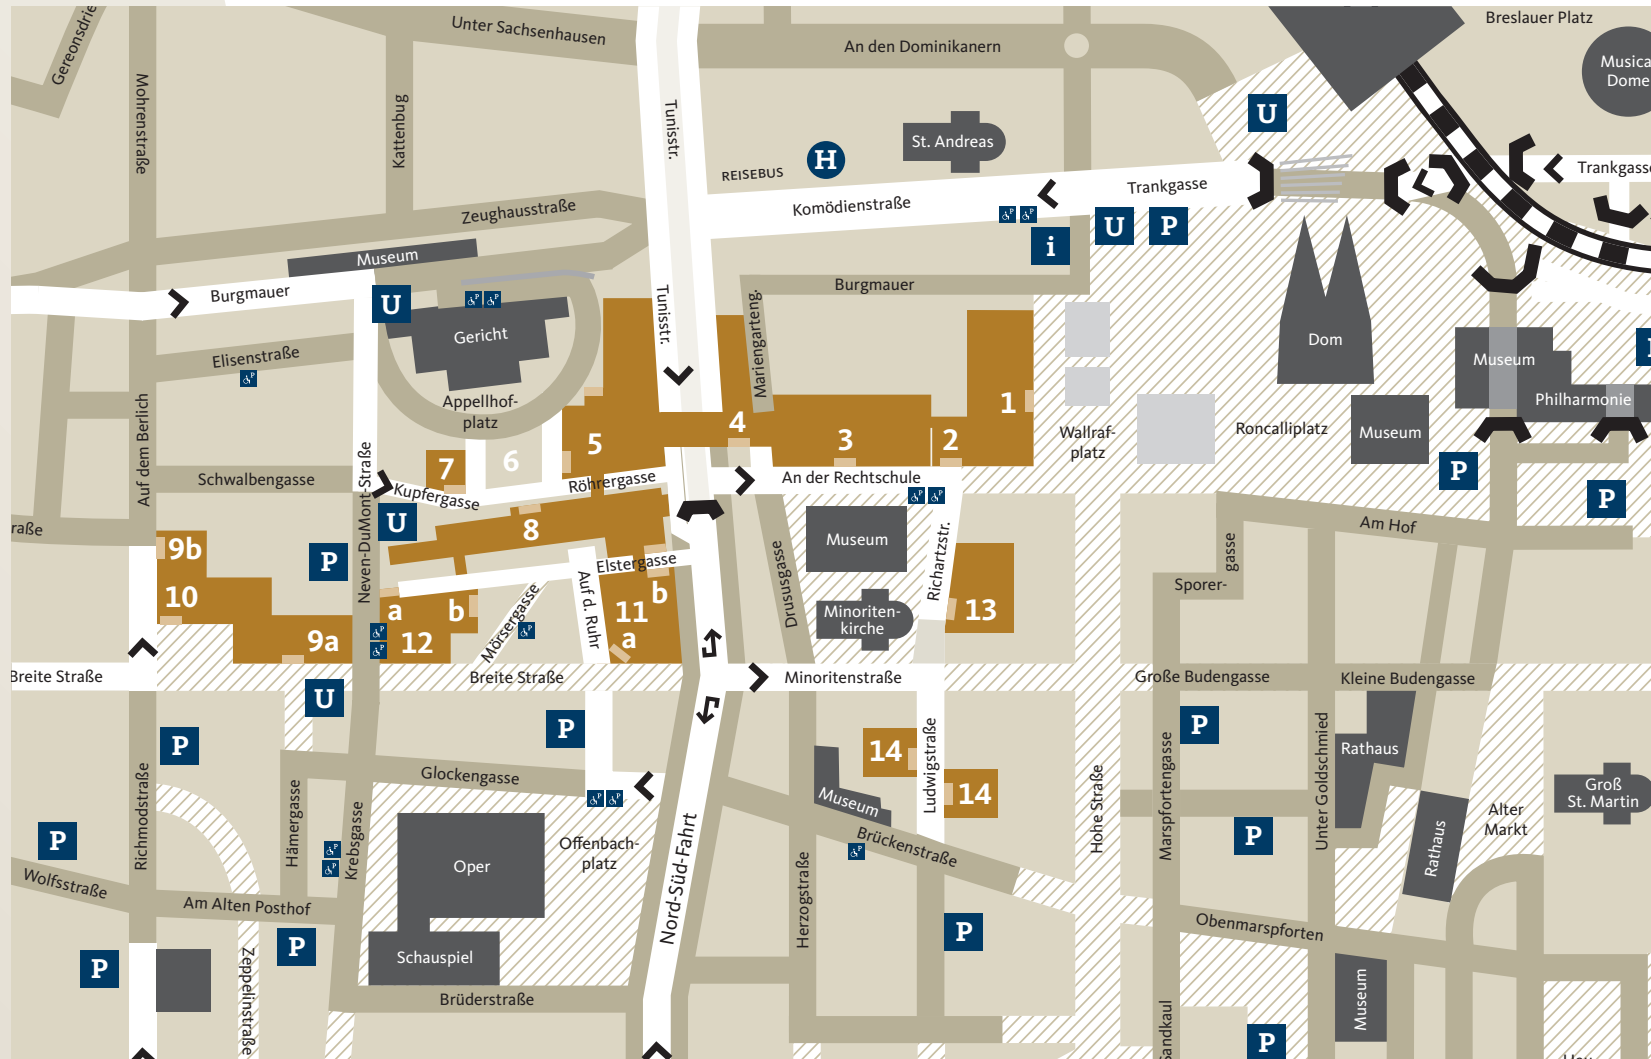 Unter Sachsenhausen
An den Dominikanern
Breslauer Platz
Musica
Dome
Gereonsdrie
Mohrenstraße
Kattenbug
Tunisstr.
U
St. Andreas
H
REISEBUS
Trankgasse
Trankgasse
Komödienstraße
Zeughausstraße
U
P
i
Museum
Burgmauer
Burgmauer
U
Tunisstr.
Mariengarteng.
Gericht
Elisenstraße
Dom
Museum
Philharmonie
Appellhof-
platz
Auf dem Berlich
1
2
3
4
5
6
7
Wallraf-
platz
Roncalliplatz
Museum
P
P
Schwalbengasse
Neven-DuMont-Straße
Kupfergasse
Röhrergasse
An der Rechtschule
raße
U
8
Museum
Am Hof
9b
P
Elstergasse
Drususgasse
Richartzstr.
Sporer-
gasse
10
a
b
12
9a
Mörsergasse
Auf d. Ruhr
11
b
a
Minoriten-
kirche
13
Breite Straße
Breite Straße
Minoritenstraße
Große Budengasse
Kleine Budengasse
U
P
P
P
14
14
Ludwigstraße
Rathaus
Glockengasse
Richmodstraße
Hämergasse
Krebsgasse
Museum
Hohe Straße
Marspfortengasse
Unter Goldschmied
Groß
St. Martin
Alter
Markt
P
P
Oper
Offenbach-
platz
Nord-Süd-Fahrt
Brückenstraße
Rathaus
Wolfsstraße
Am Alten Posthof
Herzogstraße
Obenmarspforten
P
P
P
Zeppelinstraße
Schauspiel
Brüderstraße
Museum
Sandkaul
P